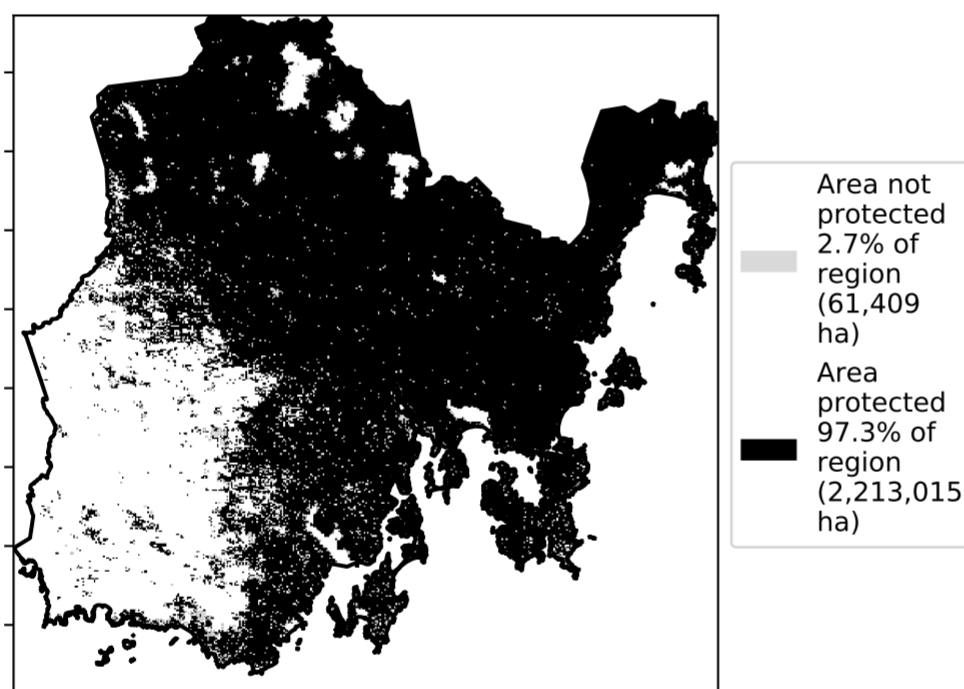 Area not
protected
2.7% of
region
(61,409
ha)
Area
protected
97.3% of
region
(2,213,015
ha)